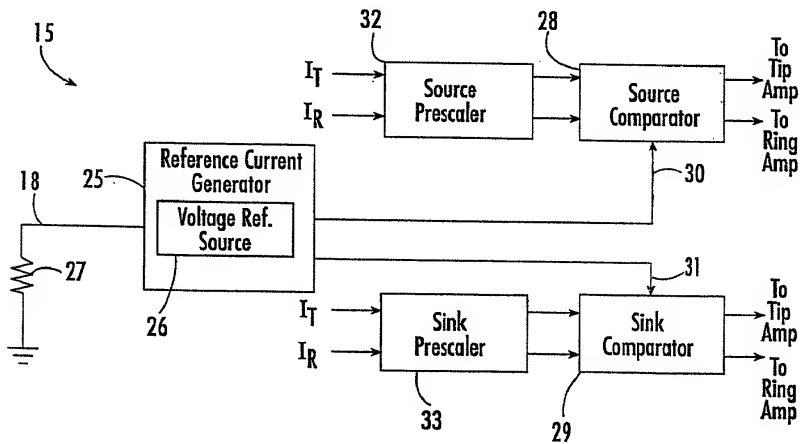 15
32
28
I_T
I_R
Source
Prescaler
Source
Comparator
To
Tip
Amp
To
Ring
Amp
30
18
25
Reference Current
Generator
Voltage Ref.
Source
26
27
31
I_T
I_R
Sink
Prescaler
33
Sink
Comparator
29
To
Tip
Amp
To
Ring
Amp